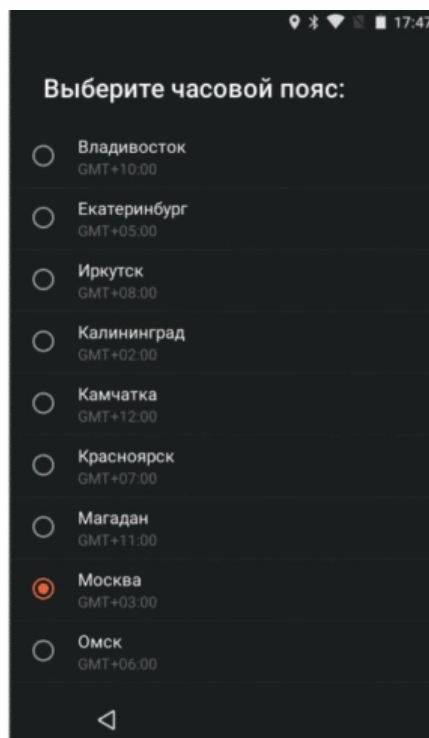 17:47
Выберите часовой пояс:
Владивосток
GMT+10:00
Екатеринбург
GMT+05:00
Иркутск
GMT+08:00
Калининград
GMT+02:00
Камчатка
GMT+12:00
Красноярск
GMT+07:00
Магадан
GMT+11:00
Москва
GMT+03:00
Омск
GMT+06:00